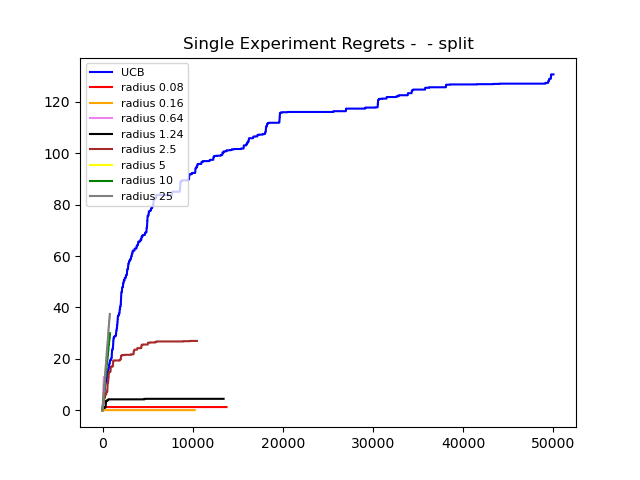 Single Experiment Regrets -  - split
UCB
radius 0.08
radius 0.16
radius 0.64
radius 1.24
radius 2.5
radius 5
radius 10
radius 25
120
100
80
60
40
20
0
0 10000 20000 30000 40000 50000